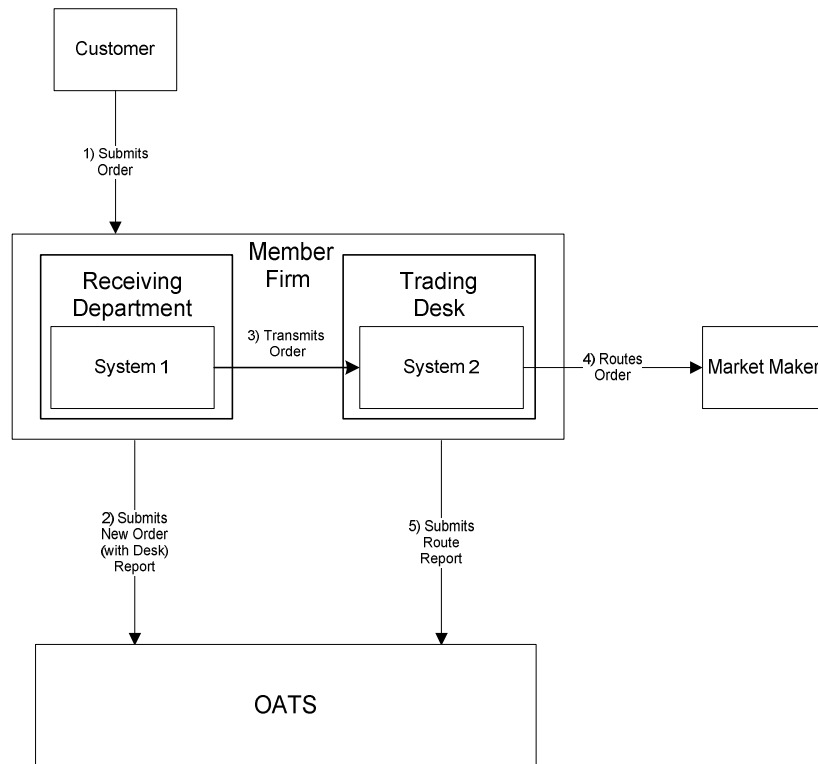 Customer
1) Submits
Order
Member
Firm
Receiving
Department
System 1
3) Transmits
Order
Trading
Desk
System 2
4) Routes
Order
Market Maker
2) Submits
New Order
(with Desk)
Report
5) Submits
Route
Report
OATS